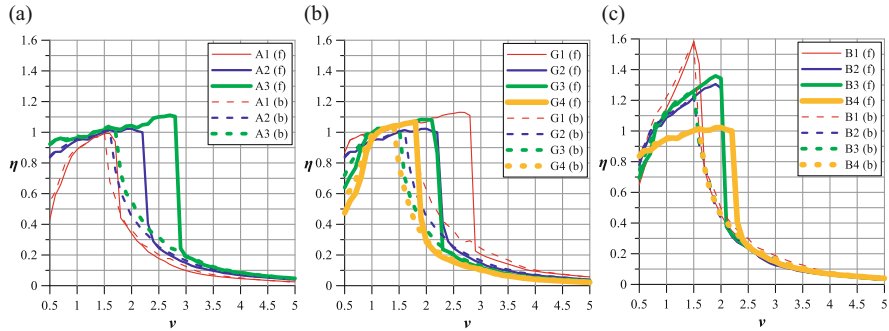 (a)
(b)
(c)
1.6
1.4
1.2
1
η 0.8
0.6
0.4
0.2
0
0.5 1 1.5 2 2.5 3 3.5 4 4.5 5
ν
A1 (f)
A2 (f)
A3 (f)
A1 (b)
A2 (b)
A3 (b)
1.6
1.4
1.2
1
η 0.8
0.6
0.4
0.2
0
0.5 1 1.5 2 2.5 3 3.5 4 4.5 5
ν
G1 (f)
G2 (f)
G3 (f)
G4 (f)
G1 (b)
G2 (b)
G3 (b)
G4 (b)
1.6
1.4
1.2
1
η 0.8
0.6
0.4
0.2
0
0.5 1 1.5 2 2.5 3 3.5 4 4.5 5
ν
B1 (f)
B2 (f)
B3 (f)
B4 (f)
B1 (b)
B2 (b)
B3 (b)
B4 (b)